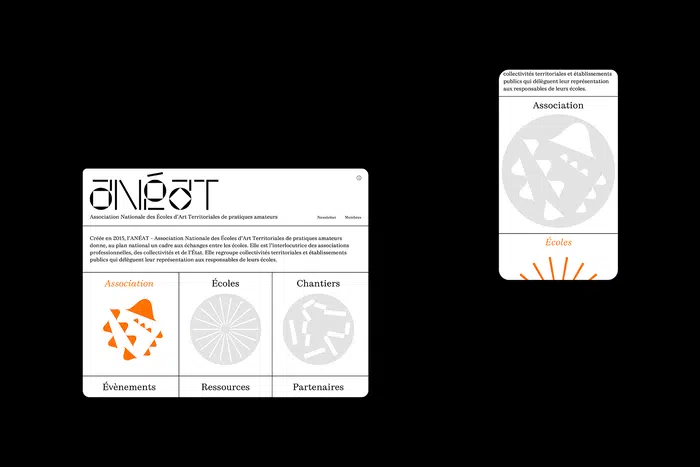 aNÉaT
Association Nationale des Écoles d'Art Territoriales de pratiques amateurs
Newsletter Membres
Créée en 2015, l'ANÉAT – Association Nationale des Écoles d'Art Territoriales de pratiques amateurs
donne, au plan national un cadre aux échanges entre les écoles. Elle est l'interlocutrice des associations
professionnelles, des collectivités et de l'État. Elle regroupe collectivités territoriales et établissements
publics qui délèguent leur représentation aux responsables de leurs écoles.
Association Écoles Chantiers
Évènements Ressources Partenaires
collectivités territoriales et établissements
publics qui délèguent leur représentation
aux responsables de leurs écoles.
Association
Écoles